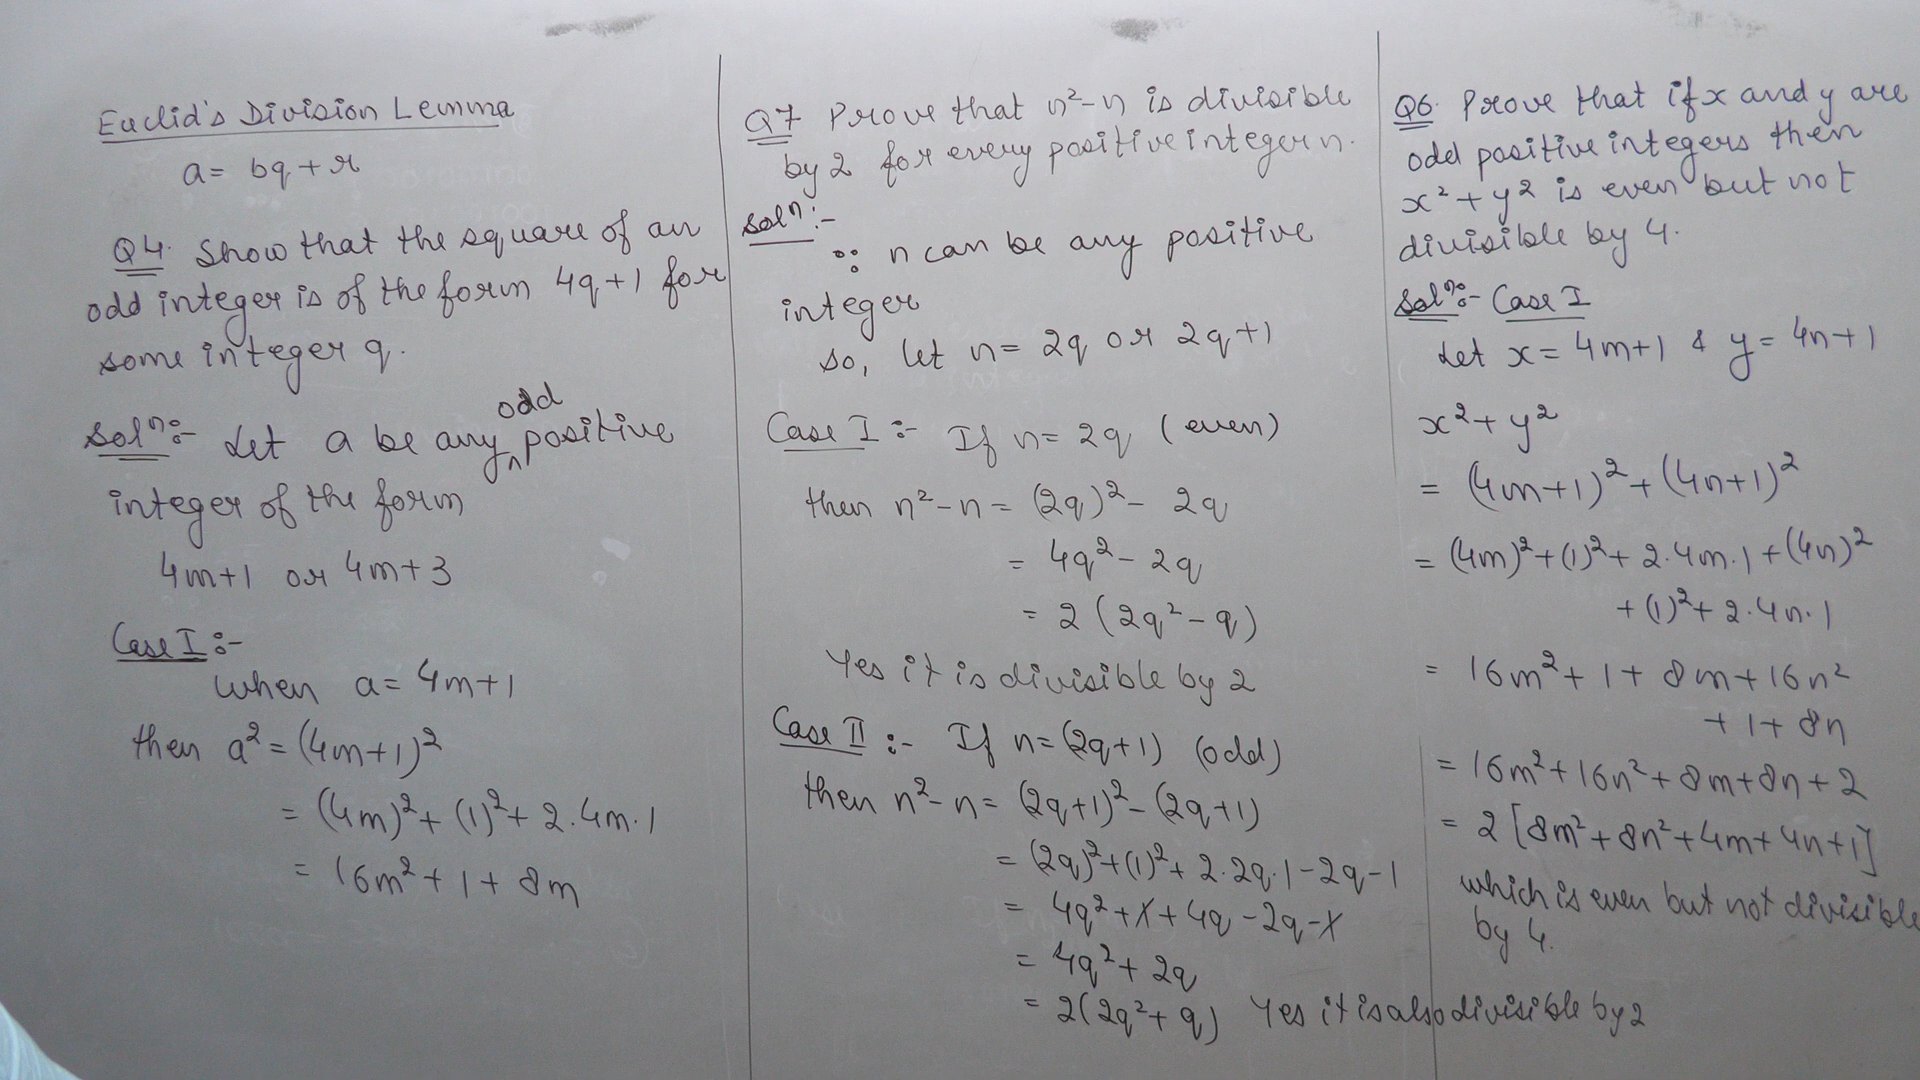 Euclid's Division Lemma
a = bq + r
Q4. Show that the square of an
odd integer is of the form 4q+1 for
some integer q.
odd
Solⁿ:- Let a be any ^ positive
integer of the form
4m+1 or 4m+3
Case I :-
when a = 4m+1
then a² = (4m+1)²
= (4m)² + (1)² + 2.4m.1
= 16m² + 1 + 8m
Q7 Prove that n²-n is divisible
by 2 for every positive integer n.
Solⁿ:-
∵ n can be any positive
integer
so, let n = 2q or 2q+1
Case I :- If n = 2q (even)
then n²-n = (2q)² - 2q
= 4q² - 2q
= 2 (2q² - q)
Yes it is divisible by 2
Case II :- If n = (2q+1) (odd)
then n²-n = (2q+1)² - (2q+1)
= (2q)² + (1)² + 2.2q.1 - 2q - 1
= 4q² + 1 + 4q - 2q - 1
= 4q² + 2q
= 2(2q² + q) Yes it is also divisible by 2
Q6. Prove that if x and y are
odd positive integers then
x² + y² is even but not
divisible by 4.
Solⁿ:- Case I
Let x = 4m+1 & y = 4n+1
x² + y²
= (4m+1)² + (4n+1)²
= (4m)² + (1)² + 2.4m.1 + (4n)²
+ (1)² + 2.4n.1
= 16m² + 1 + 8m + 16n²
+ 1 + 8n
= 16m² + 16n² + 8m + 8n + 2
= 2 [8m² + 8n² + 4m + 4n + 1]
which is even but not divisible
by 4.